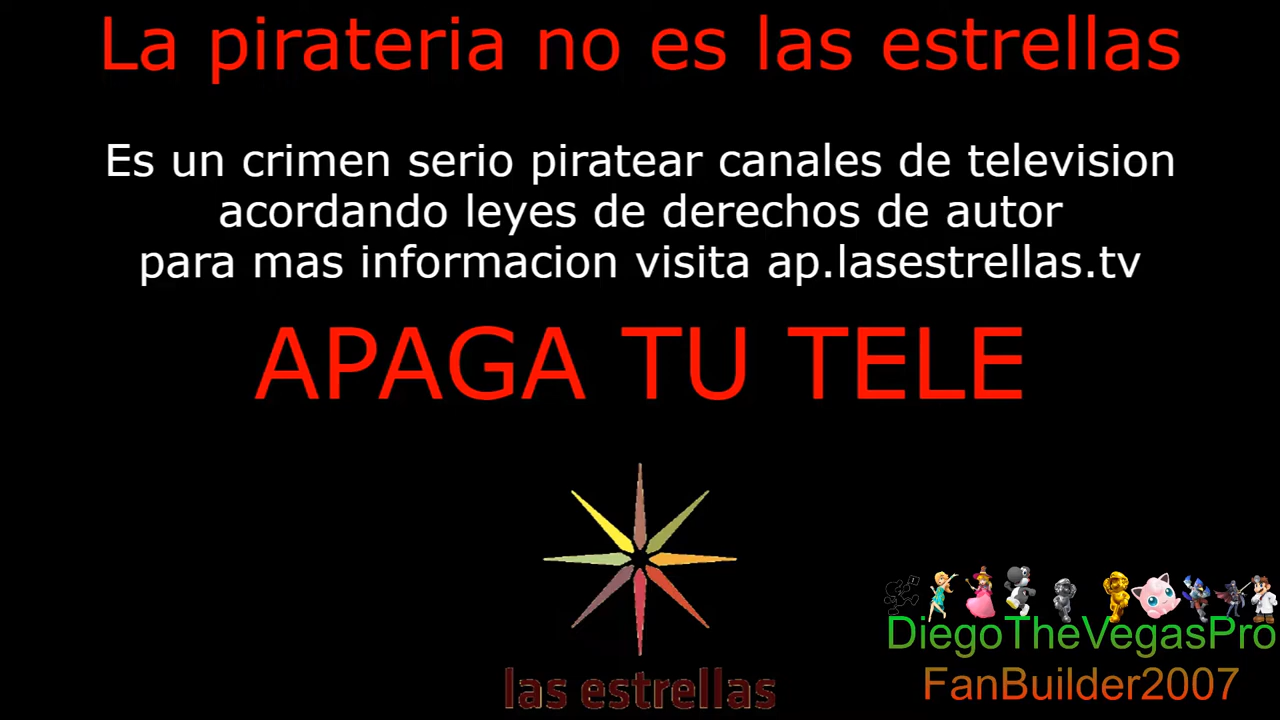 La pirateria no es las estrellas
Es un crimen serio piratear canales de television
acordando leyes de derechos de autor
para mas informacion visita ap.lasestrellas.tv
APAGA TU TELE
las estrellas
DiegoTheVegasPro
FanBuilder2007